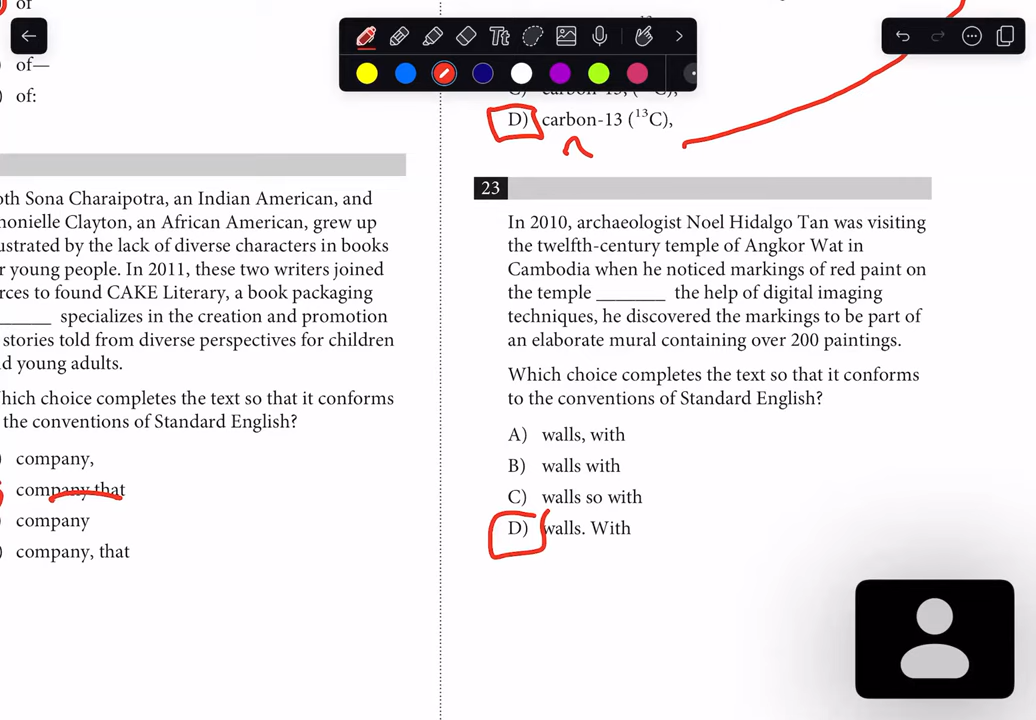 of
of—
of:
oth Sona Charaipotra, an Indian American, and
honielle Clayton, an African American, grew up
ustrated by the lack of diverse characters in books
r young people. In 2011, these two writers joined
rces to found CAKE Literary, a book packaging
______ specializes in the creation and promotion
stories told from diverse perspectives for children
d young adults.
hich choice completes the text so that it conforms
the conventions of Standard English?
) company,
company that
) company
) company, that
Tt
D) carbon-13 (¹³C),
23
In 2010, archaeologist Noel Hidalgo Tan was visiting
the twelfth-century temple of Angkor Wat in
Cambodia when he noticed markings of red paint on
the temple _______ the help of digital imaging
techniques, he discovered the markings to be part of
an elaborate mural containing over 200 paintings.
Which choice completes the text so that it conforms
to the conventions of Standard English?
A) walls, with
B) walls with
C) walls so with
D) walls. With